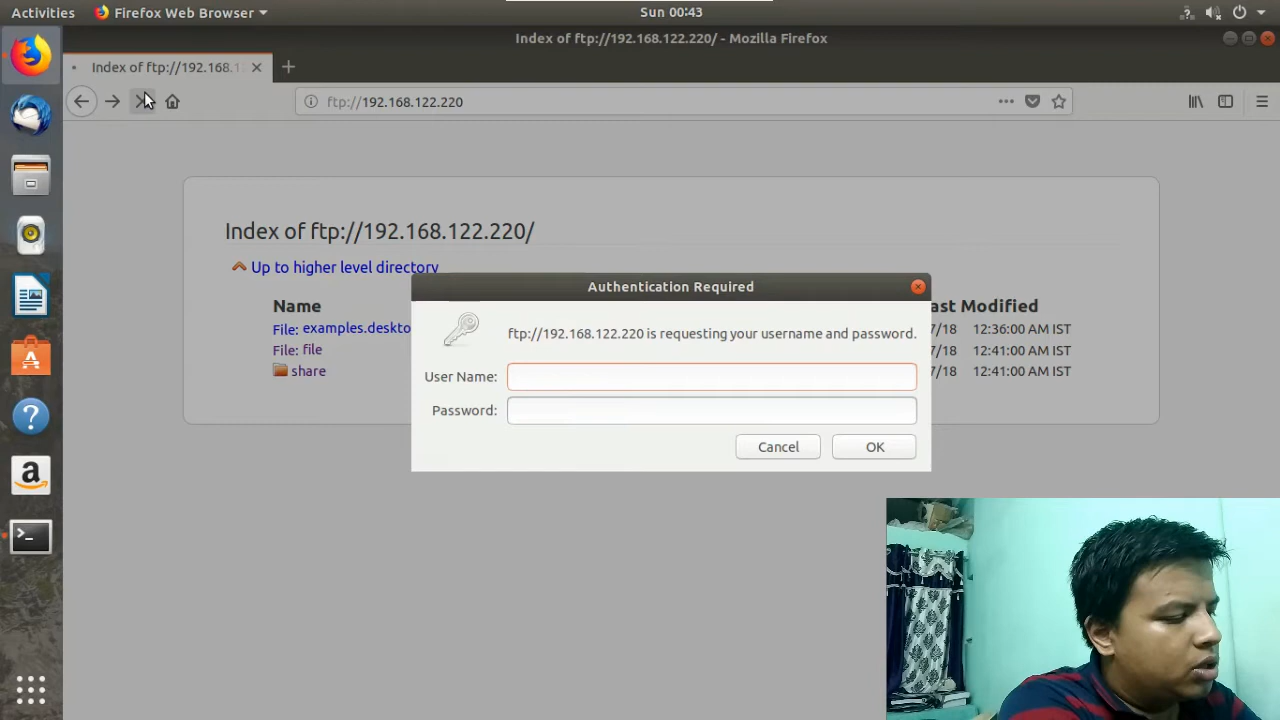 Activities Firefox Web Browser Sun 00:43
Index of ftp://192.168.122.220/ - Mozilla Firefox
Index of ftp://192.168.1
ftp://192.168.122.220
Index of ftp://192.168.122.220/
Up to higher level directory
Name ast Modified
File: examples.deskto 7/18 12:36:00 AM IST
File: file 7/18 12:41:00 AM IST
share 7/18 12:41:00 AM IST
Authentication Required
ftp://192.168.122.220 is requesting your username and password.
User Name:
Password:
Cancel OK